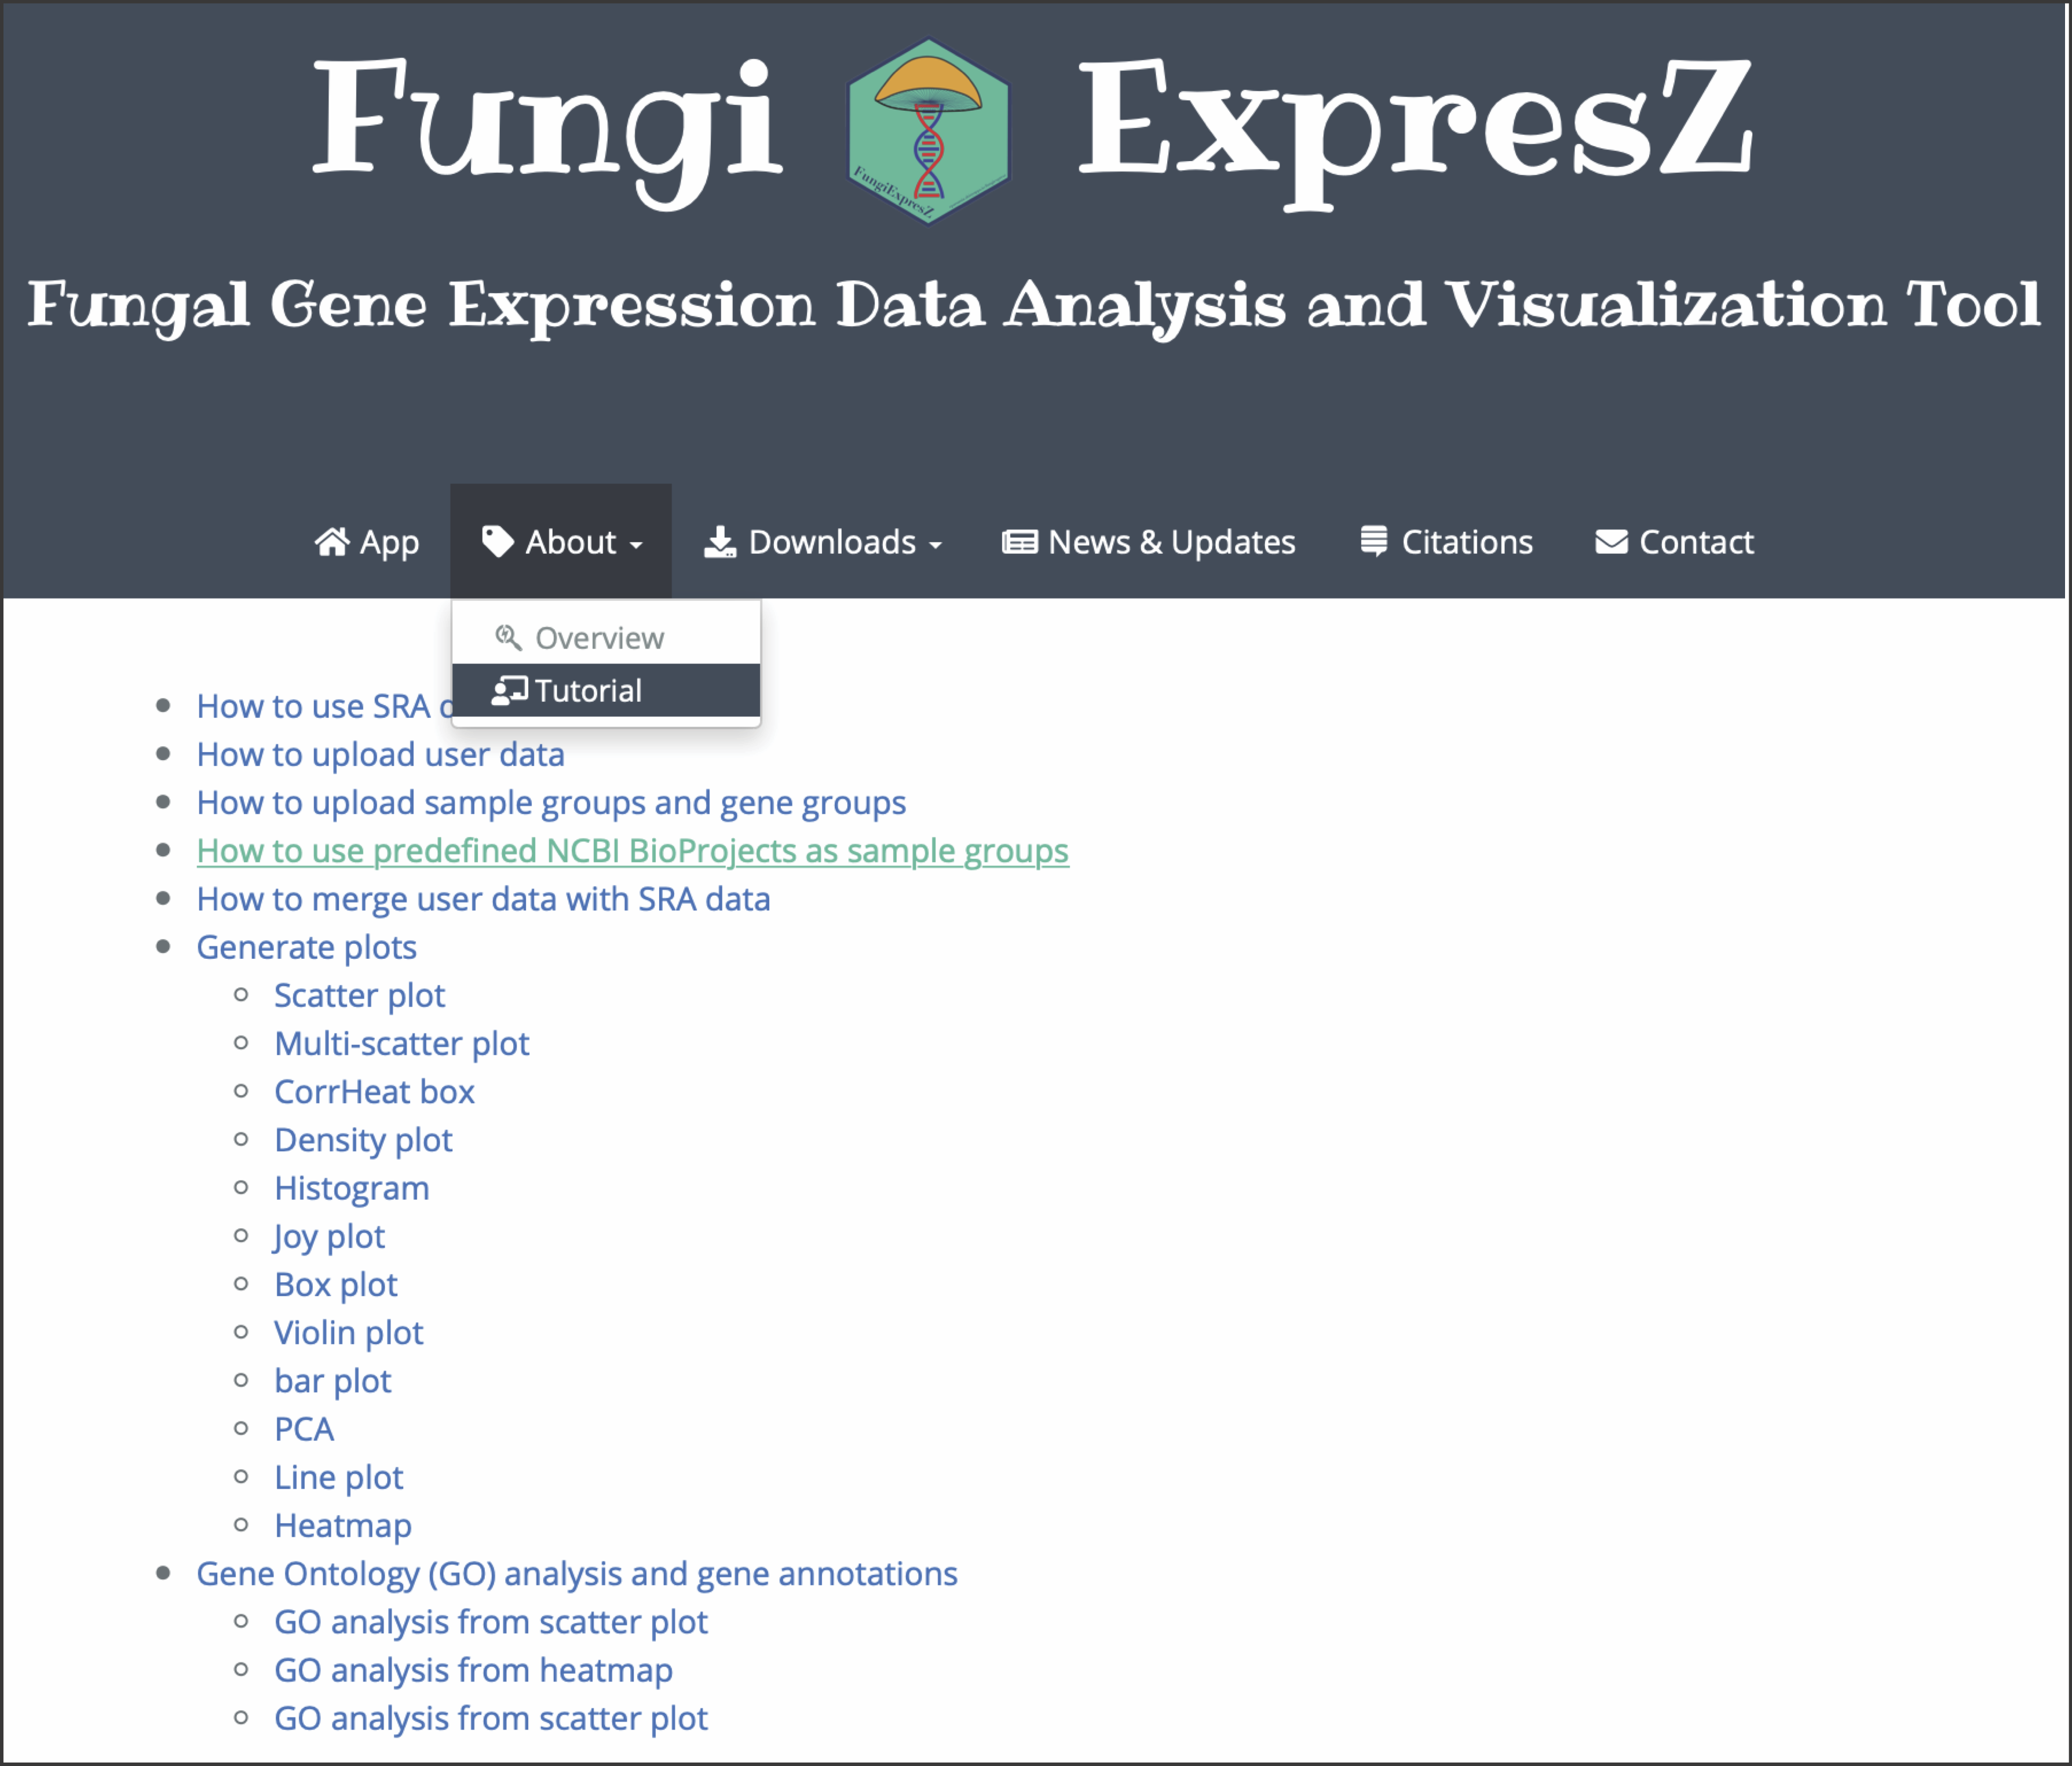 Fungi ExpresZ
FungiExpresZ
Fungal Gene Expression Data Analysis and Visualization Tool
App About Downloads News & Updates Citations Contact
Overview
Tutorial
How to use SRA
How to upload user data
How to upload sample groups and gene groups
How to use predefined NCBI BioProjects as sample groups
How to merge user data with SRA data
Generate plots
Scatter plot
Multi-scatter plot
CorrHeat box
Density plot
Histogram
Joy plot
Box plot
Violin plot
bar plot
PCA
Line plot
Heatmap
Gene Ontology (GO) analysis and gene annotations
GO analysis from scatter plot
GO analysis from heatmap
GO analysis from scatter plot